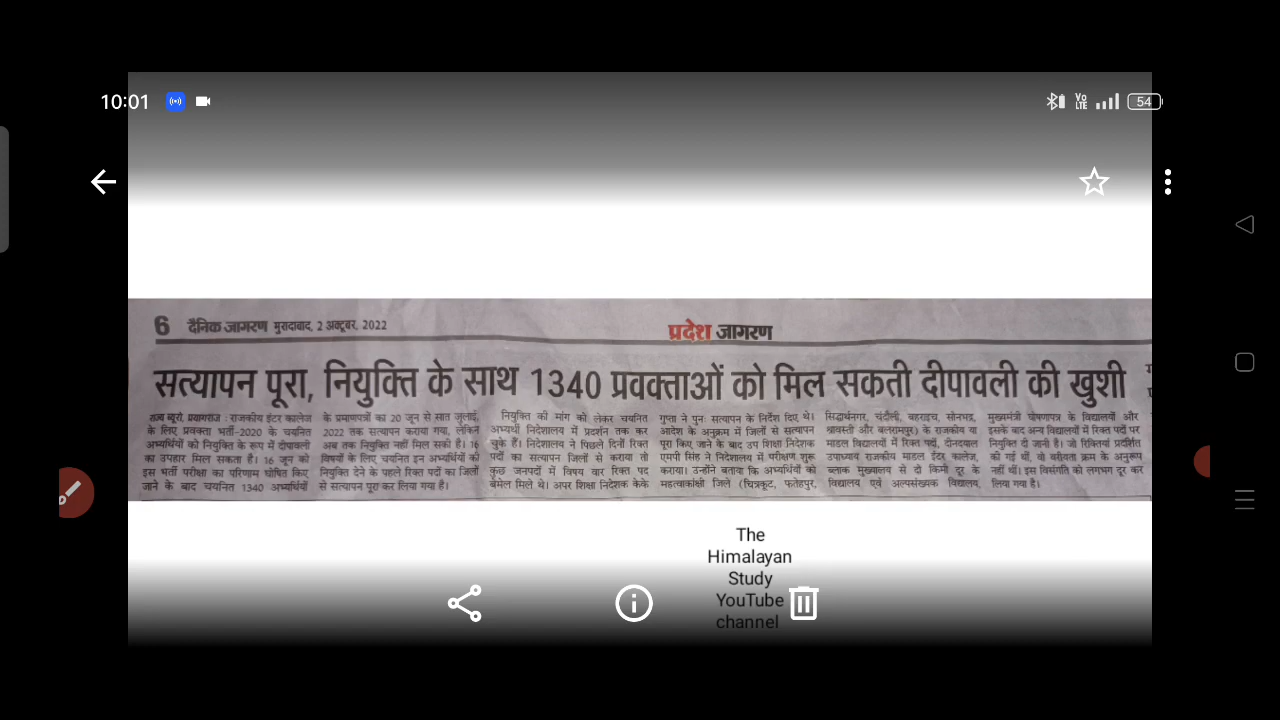 10:01
Vo LTE
54
6 दैनिक जागरण मुरादाबाद, 2 अक्टूबर, 2022
प्रदेश जागरण
सत्यापन पूरा, नियुक्ति के साथ 1340 प्रवक्ताओं को मिल सकती दीपावली की खुशी
राज्य ब्यूरो, प्रयागराज : राजकीय इंटर कालेज
के लिए प्रवक्ता भर्ती-2020 के चयनित
अभ्यर्थियों को नियुक्ति के रूप में दीपावली
का उपहार मिल सकता है। 16 जून को
इस भर्ती परीक्षा का परिणाम घोषित किए
जाने के बाद चयनित 1340 अभ्यर्थियों
के प्रमाणपत्रों का 20 जून से सात जुलाई,
2022 तक सत्यापन कराया गया, लेकिन
अब तक नियुक्ति नहीं मिल सकी है। 16
विषयों के लिए चयनित इन अभ्यर्थियों को
नियुक्ति देने के पहले रिक्त पदों का जिलों
से सत्यापन पूरा कर लिया गया है।
नियुक्ति की मांग को लेकर चयनित
अभ्यर्थी निदेशालय में प्रदर्शन तक कर
चुके हैं। निदेशालय ने पिछले दिनों रिक्त
पदों का सत्यापन जिलों से कराया तो
कुछ जनपदों में विषय वार रिक्त पद
बेमेल मिले थे। अपर शिक्षा निदेशक केके
गुप्ता ने पुनः सत्यापन के निर्देश दिए थे।
आदेश के अनुक्रम में जिलों से सत्यापन
पूरा किए जाने के बाद उप शिक्षा निदेशक
एमपी सिंह ने निदेशालय में परीक्षण शुरू
कराया। उन्होंने बताया कि अभ्यर्थियों को
महत्वाकांक्षी जिले (चित्रकूट, फतेहपुर,
सिद्धार्थनगर, चंदौली, बहराइच, सोनभद्र,
श्रावस्ती और बलरामपुर) के राजकीय या
माडल विद्यालयों में रिक्त पदों, दीनदयाल
उपाध्याय राजकीय माडल इंटर कालेज,
ब्लाक मुख्यालय से दो किमी दूर के
विद्यालय एवं अल्पसंख्यक विद्यालय,
मुख्यमंत्री घोषणापत्र के विद्यालयों और
इसके बाद अन्य विद्यालयों में रिक्त पदों पर
नियुक्ति दी जानी है। जो रिक्तियां प्रदर्शित
की गई थीं, वो वरीयता क्रम के अनुरूप
नहीं थीं। इस विसंगति को लगभग दूर कर
लिया गया है।
The
Himalayan
Study
YouTube
channel